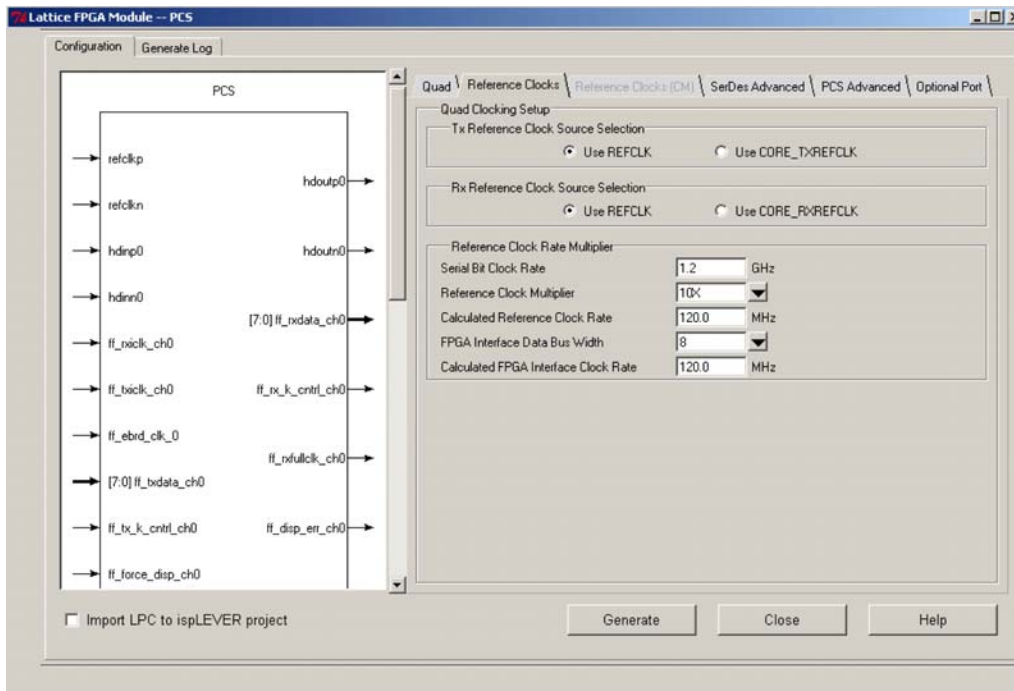 Lattice FPGA Module -- PCS
Configuration
Generate Log
PCS
refclkp
refclkn
hdinp0
hdinn0
ff_rxiclk_ch0
ff_txiclk_ch0
ff_ebrd_clk_0
[7:0] ff_txdata_ch0
ff_tx_k_cntrl_ch0
ff_force_disp_ch0
hdoutp0
hdoutn0
[7:0] ff_rxdata_ch0
ff_rx_k_cntrl_ch0
ff_rxfullclk_ch0
ff_disp_err_ch0
Quad
Reference Clocks
Reference Clocks (CM)
SerDes Advanced
PCS Advanced
Optional Port
Quad Clocking Setup
Tx Reference Clock Source Selection
Use REFCLK
Use CORE_TXREFCLK
Rx Reference Clock Source Selection
Use REFCLK
Use CORE_RXREFCLK
Reference Clock Rate Multiplier
Serial Bit Clock Rate 1.2 GHz
Reference Clock Multiplier 10X
Calculated Reference Clock Rate 120.0 MHz
FPGA Interface Data Bus Width 8
Calculated FPGA Interface Clock Rate 120.0 MHz
Import LPC to ispLEVER project
Generate
Close
Help